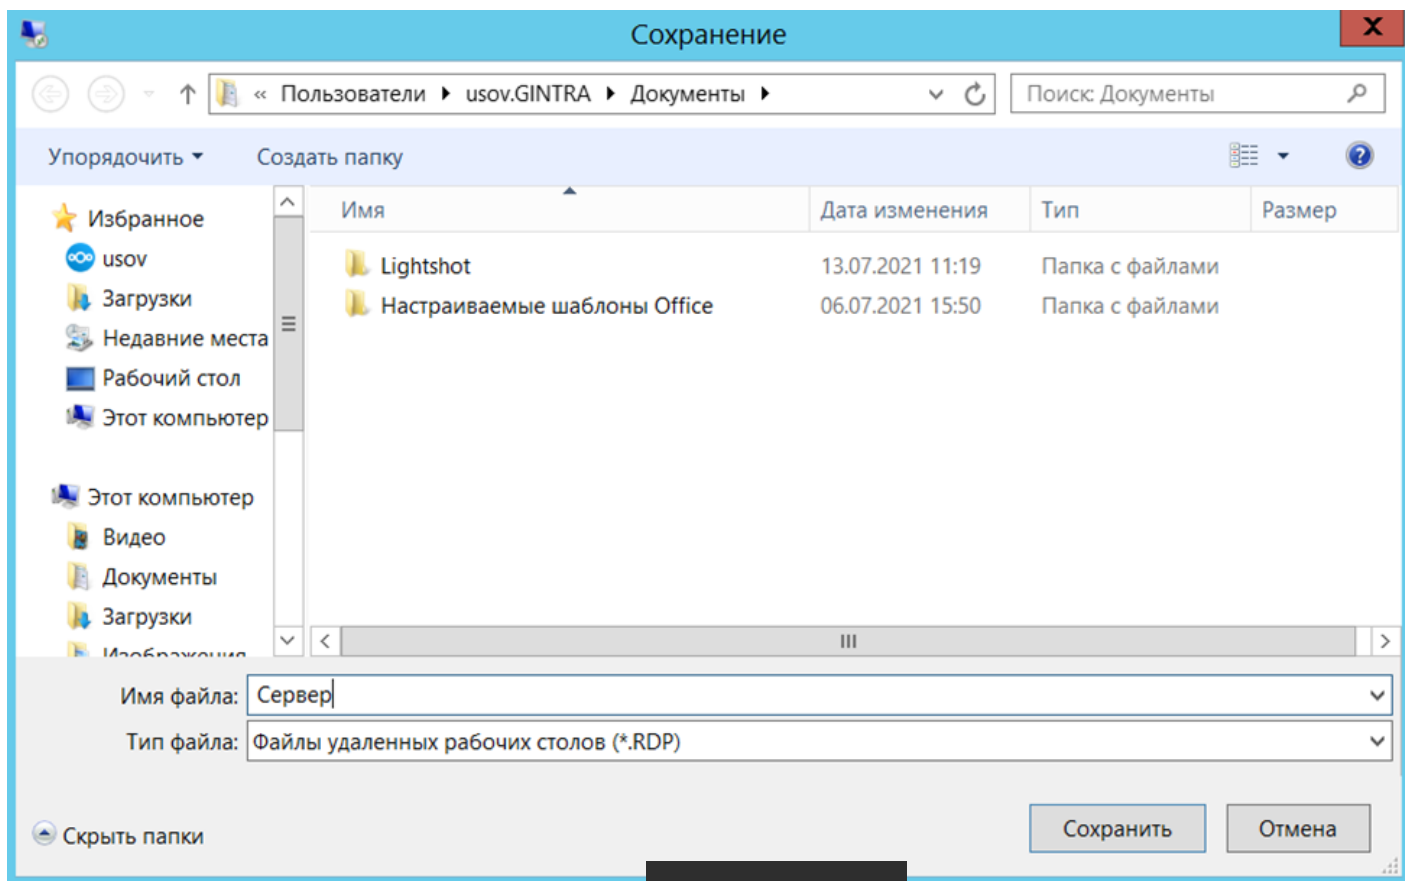 Сохранение
« Пользователи ▸ usov.GINTRA ▸ Документы ▸
Поиск: Документы
Упорядочить
Создать папку
Имя Дата изменения Тип Размер
Избранное
usov
Загрузки
Недавние места
Рабочий стол
Этот компьютер
Этот компьютер
Видео
Документы
Загрузки
Изображения
Lightshot 13.07.2021 11:19 Папка с файлами
Настраиваемые шаблоны Office 06.07.2021 15:50 Папка с файлами
Имя файла: Сервер
Тип файла: Файлы удаленных рабочих столов (*.RDP)
Скрыть папки
Сохранить
Отмена